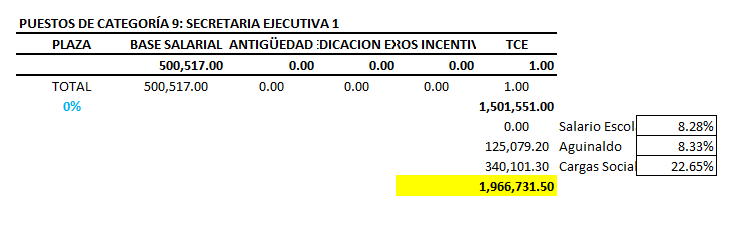 PUESTOS DE CATEGORÍA 9: SECRETARIA EJECUTIVA 1
PLAZA BASE SALARIAL ANTIGÜEDAD DICACION EX ROS INCENTIV TCE
500,517.00 0.00 0.00 0.00 1.00
TOTAL 500,517.00 0.00 0.00 0.00 1.00
0% 1,501,551.00
0.00 Salario Escol 8.28%
125,079.20 Aguinaldo 8.33%
340,101.30 Cargas Social 22.65%
1,966,731.50